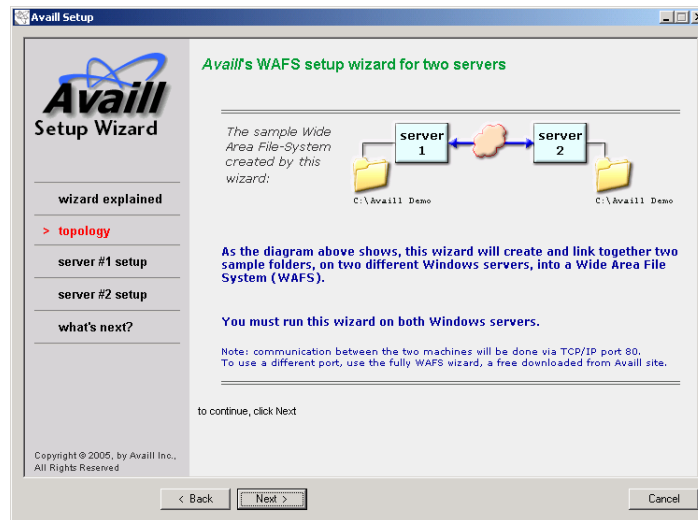 Availl Setup
Availl
Setup Wizard
wizard explained
> topology
server #1 setup
server #2 setup
what's next?
Copyright © 2005, by Availl Inc.,
All Rights Reserved
Availl's WAFS setup wizard for two servers
The sample Wide
Area File-System
created by this
wizard:
server
1
server
2
C:\Availl Demo
C:\Availl Demo
As the diagram above shows, this wizard will create and link together two
sample folders, on two different Windows servers, into a Wide Area File
System (WAFS).
You must run this wizard on both Windows servers.
Note: communication between the two machines will be done via TCP/IP port 80.
To use a different port, use the fully WAFS wizard, a free downloaded from Availl site.
to continue, click Next
< Back
Next >
Cancel